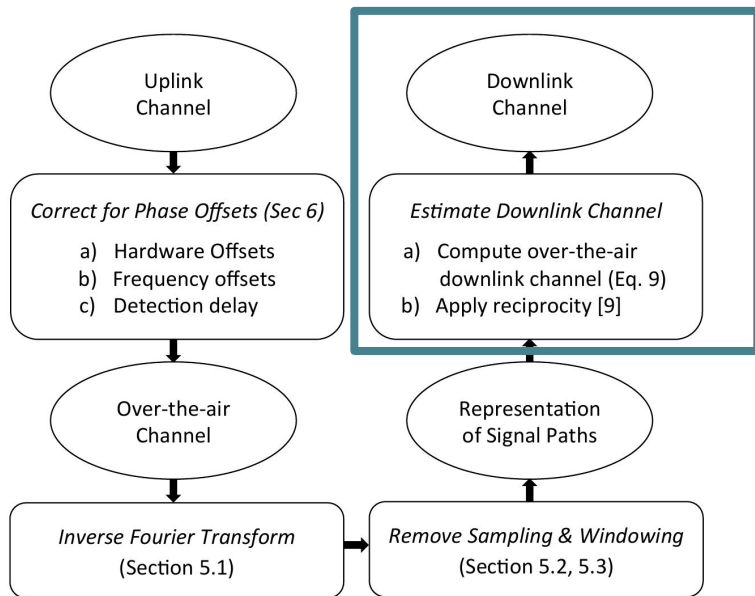 Uplink
Channel
Correct for Phase Offsets (Sec 6)
a) Hardware Offsets
b) Frequency offsets
c) Detection delay
Over-the-air
Channel
Inverse Fourier Transform
(Section 5.1)
Remove Sampling & Windowing
(Section 5.2, 5.3)
Representation
of Signal Paths
Estimate Downlink Channel
a) Compute over-the-air
downlink channel (Eq. 9)
b) Apply reciprocity [9]
Downlink
Channel